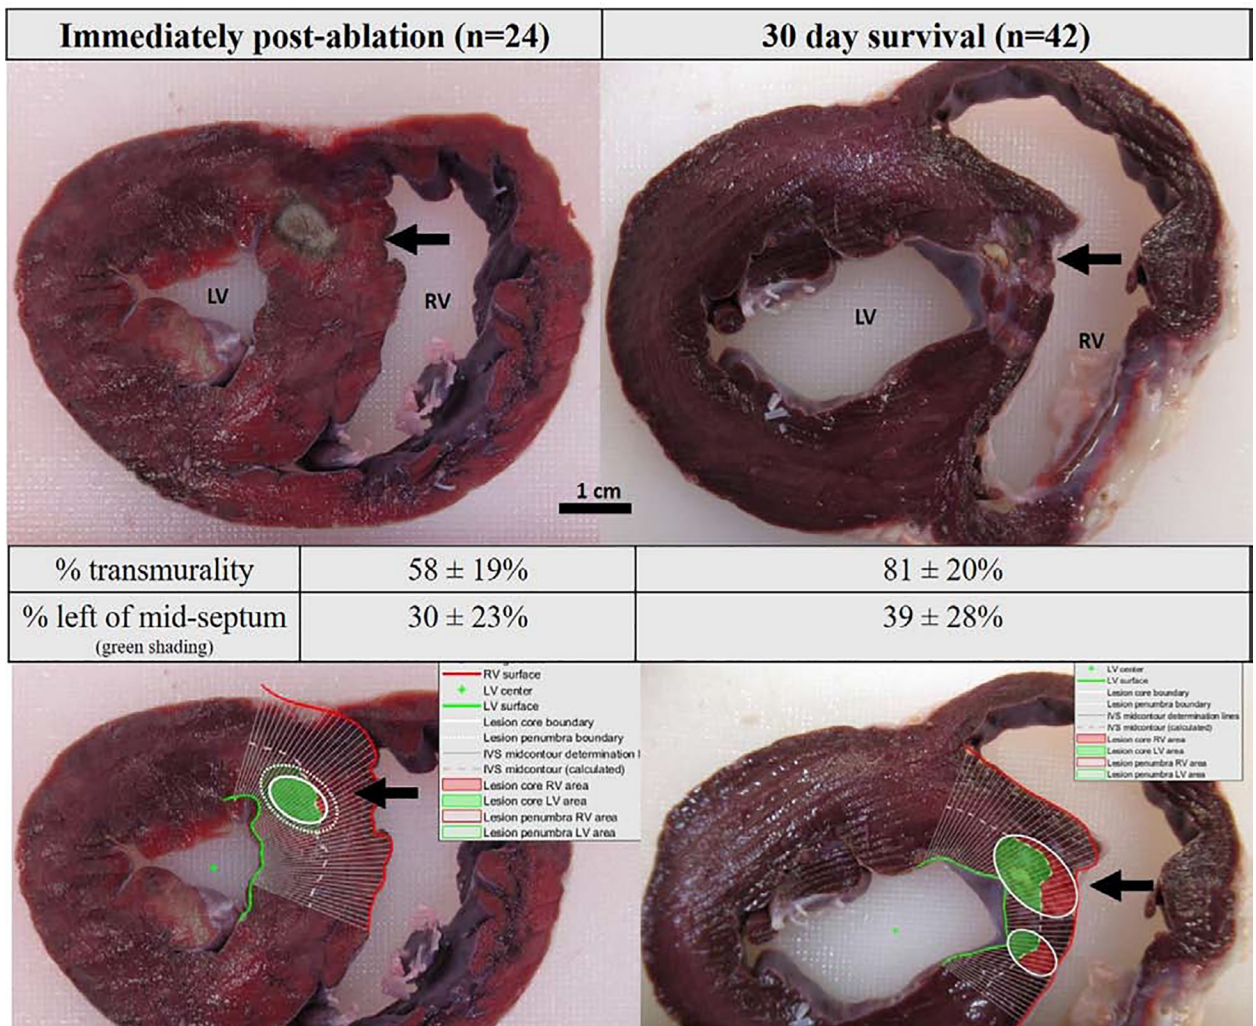 Immediately post-ablation (n=24)
30 day survival (n=42)
LV
RV
LV
RV
1 cm
% transmurality
58 ± 19%
81 ± 20%
% left of mid-septum
(green shading)
30 ± 23%
39 ± 28%
RV surface
LV center
LV surface
Lesion core boundary
Lesion penumbra boundary
IVS midcontour determination l
IVS midcontour (calculated)
Lesion core RV area
Lesion core LV area
Lesion penumbra RV area
Lesion penumbra LV area
LV center
LV surface
Lesion core boundary
Lesion penumbra boundary
IVS midcontour determination lines
IVS midcontour (calculated)
Lesion core RV area
Lesion core LV area
Lesion penumbra RV area
Lesion penumbra LV area